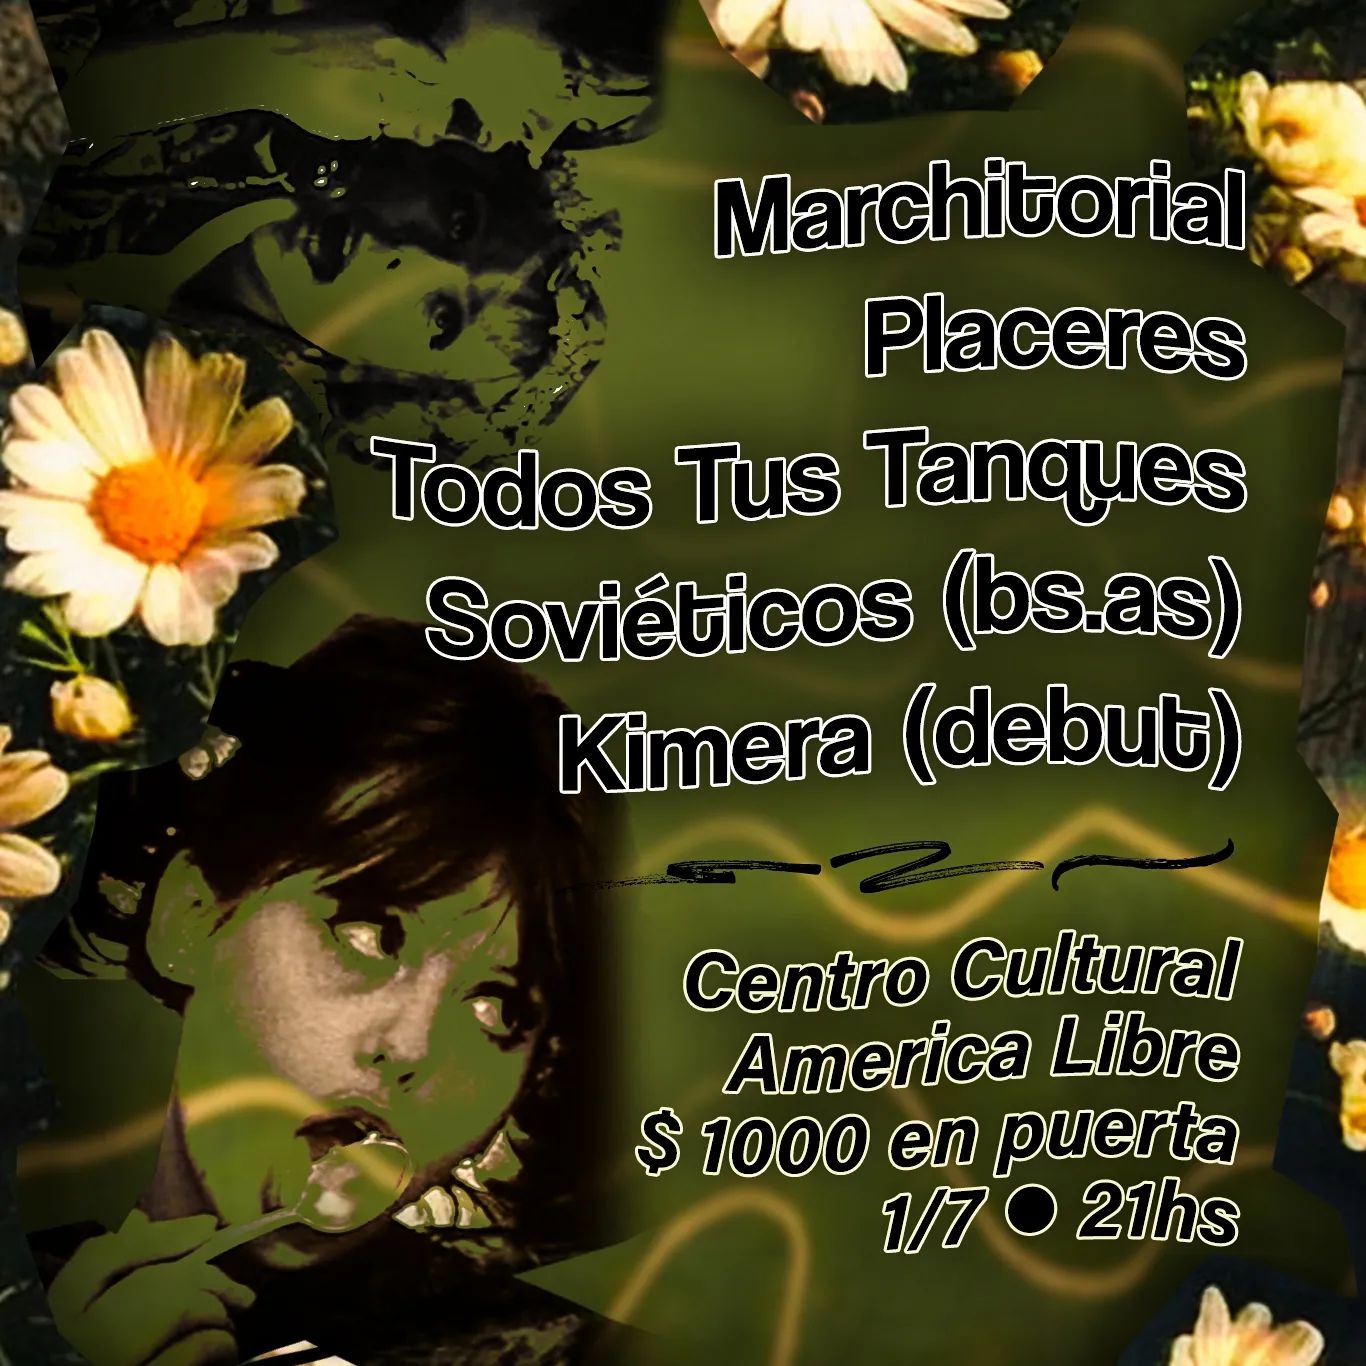 Marchitorial
Placeres
Todos Tus Tanques
Soviéticos (bs.as)
Kimera (debut)
Centro Cultural
America Libre
$ 1000 en puerta
1/7 ● 21hs